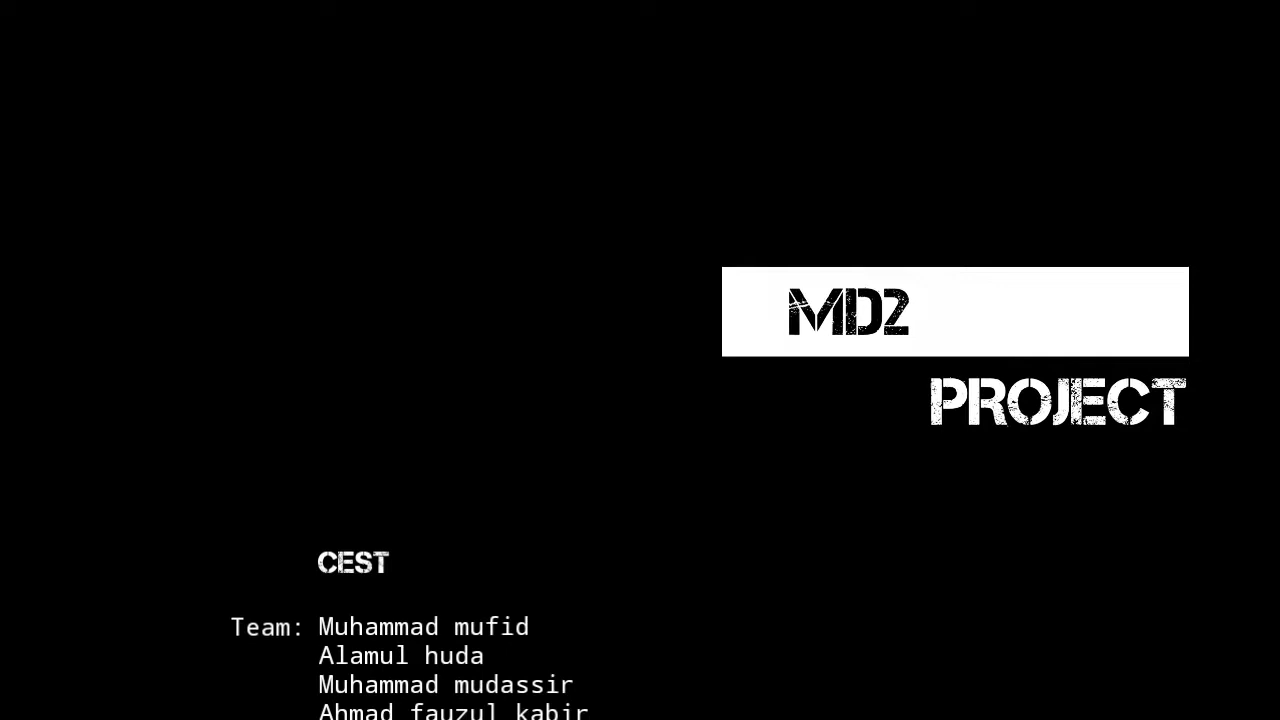 MD2
PROJECT
CEST
Team: Muhammad mufid
Alamul huda
Muhammad mudassir
Ahmad fauzul kabir